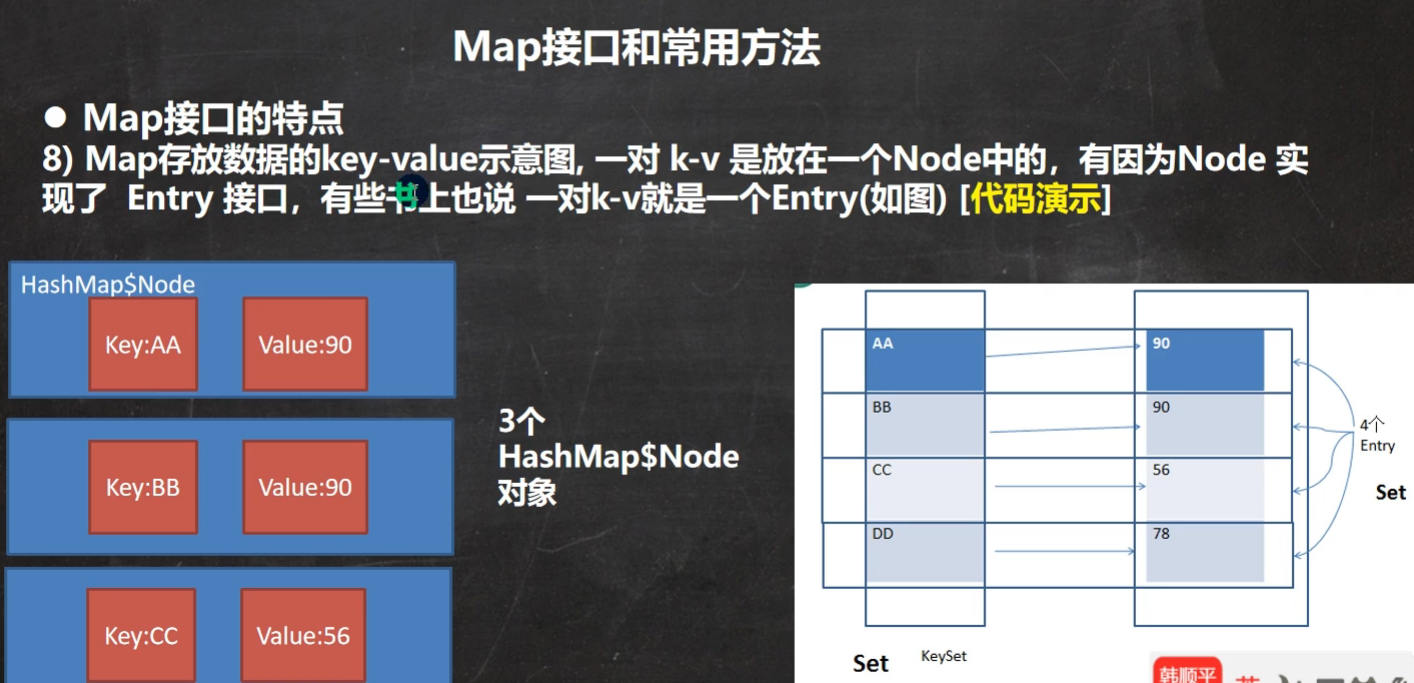 Map接口和常用方法
● Map接口的特点
8) Map存放数据的key-value示意图, 一对 k-v 是放在一个Node中的，有因为Node 实
现了 Entry 接口，有些书上也说 一对k-v就是一个Entry(如图) [代码演示]
HashMap$Node
Key:AA
Value:90
Key:BB
Value:90
Key:CC
Value:56
3个
HashMap$Node
对象
AA
90
BB
90
CC
56
DD
78
4个
Entry
Set
Set
KeySet
韩顺平